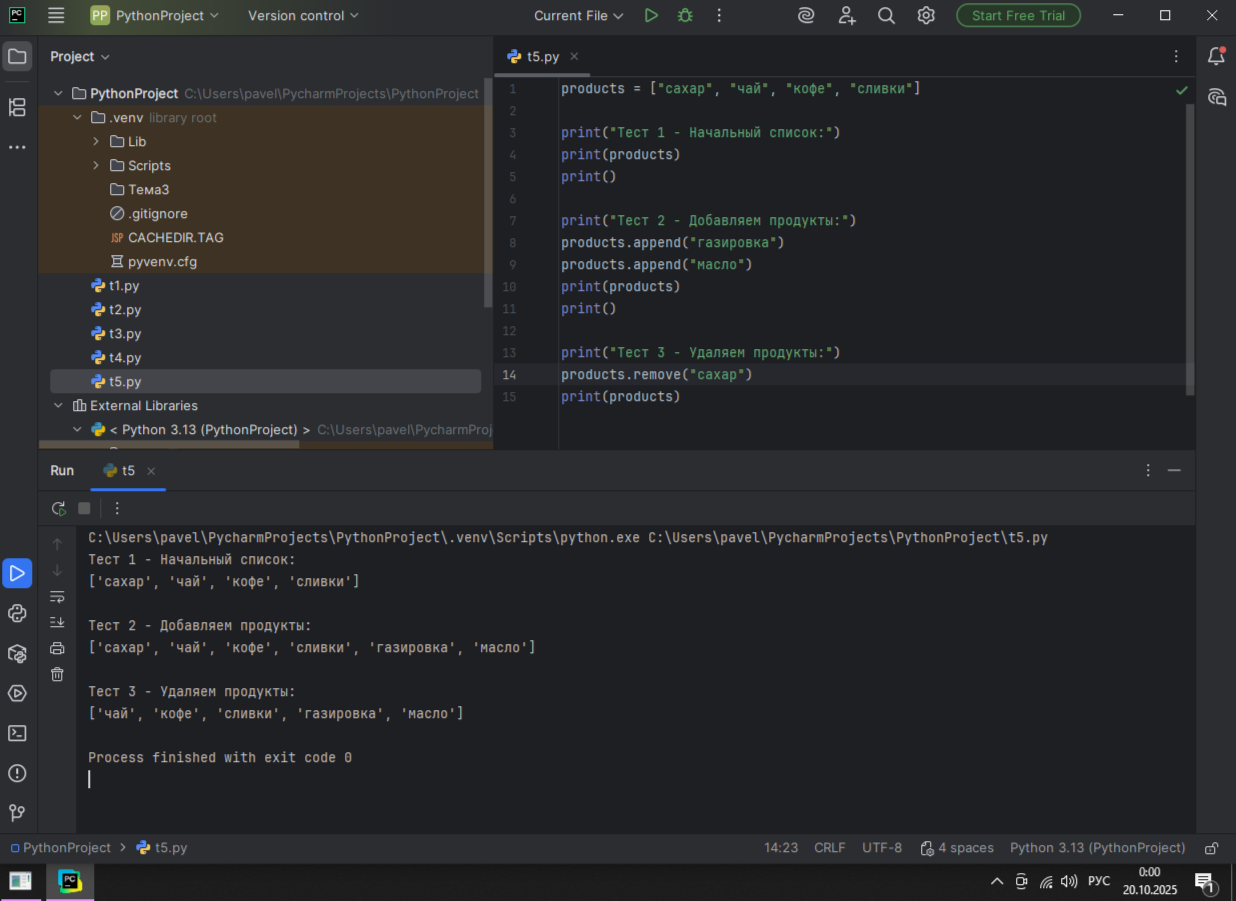 PC PP PythonProject Version control Current File Start Free Trial
Project
PythonProject C:\Users\pavel\PycharmProjects\PythonProject
.venv library root
Lib
Scripts
Тема3
.gitignore
JSP CACHEDIR.TAG
pyvenv.cfg
t1.py
t2.py
t3.py
t4.py
t5.py
External Libraries
< Python 3.13 (PythonProject) > C:\Users\pavel\PycharmProj
t5.py
1 products = ["сахар", "чай", "кофе", "сливки"]
2
3 print("Тест 1 - Начальный список:")
4 print(products)
5 print()
6
7 print("Тест 2 - Добавляем продукты:")
8 products.append("газировка")
9 products.append("масло")
10 print(products)
11 print()
12
13 print("Тест 3 - Удаляем продукты:")
14 products.remove("сахар")
15 print(products)
Run t5
C:\Users\pavel\PycharmProjects\PythonProject\.venv\Scripts\python.exe C:\Users\pavel\PycharmProjects\PythonProject\t5.py
Тест 1 - Начальный список:
['сахар', 'чай', 'кофе', 'сливки']
Тест 2 - Добавляем продукты:
['сахар', 'чай', 'кофе', 'сливки', 'газировка', 'масло']
Тест 3 - Удаляем продукты:
['чай', 'кофе', 'сливки', 'газировка', 'масло']
Process finished with exit code 0
PythonProject > t5.py 14:23 CRLF UTF-8 4 spaces Python 3.13 (PythonProject)
PC РУС 0:00
20.10.2025 1